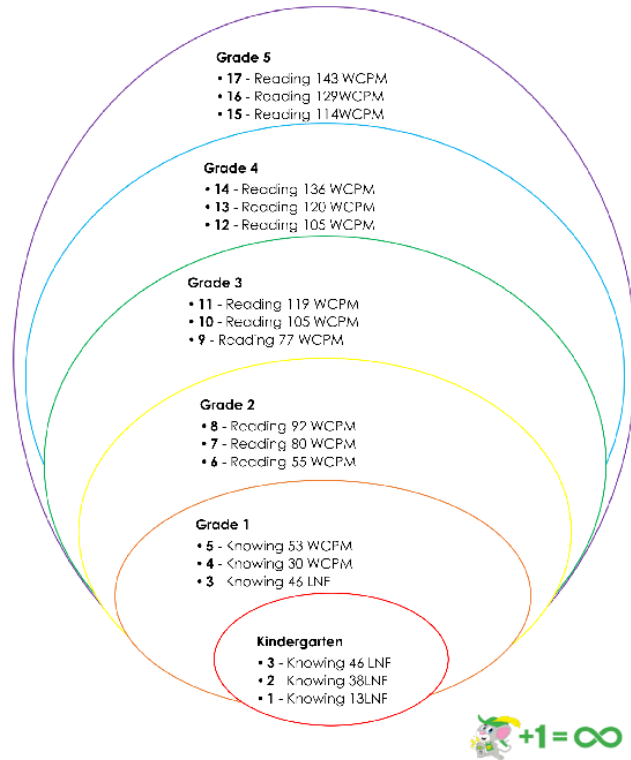 Grade 5
• 17 - Reading 143 WCPM
• 16 - Reading 129WCPM
• 15 - Reading 114WCPM
Grade 4
• 14 - Reading 136 WCPM
• 13 - Reading 120 WCPM
• 12 - Reading 105 WCPM
Grade 3
• 11 - Reading 119 WCPM
• 10 - Reading 105 WCPM
• 9 - Reading 77 WCPM
Grade 2
• 8 - Reading 92 WCPM
• 7 - Reading 80 WCPM
• 6 - Reading 55 WCPM
Grade 1
• 5 - Knowing 53 WCPM
• 4 - Knowing 30 WCPM
• 3 - Knowing 46 LNF
Kindergarten
• 3 - Knowing 46 LNF
• 2 - Knowing 38LNF
• 1 - Knowing 13LNF
+1=∞